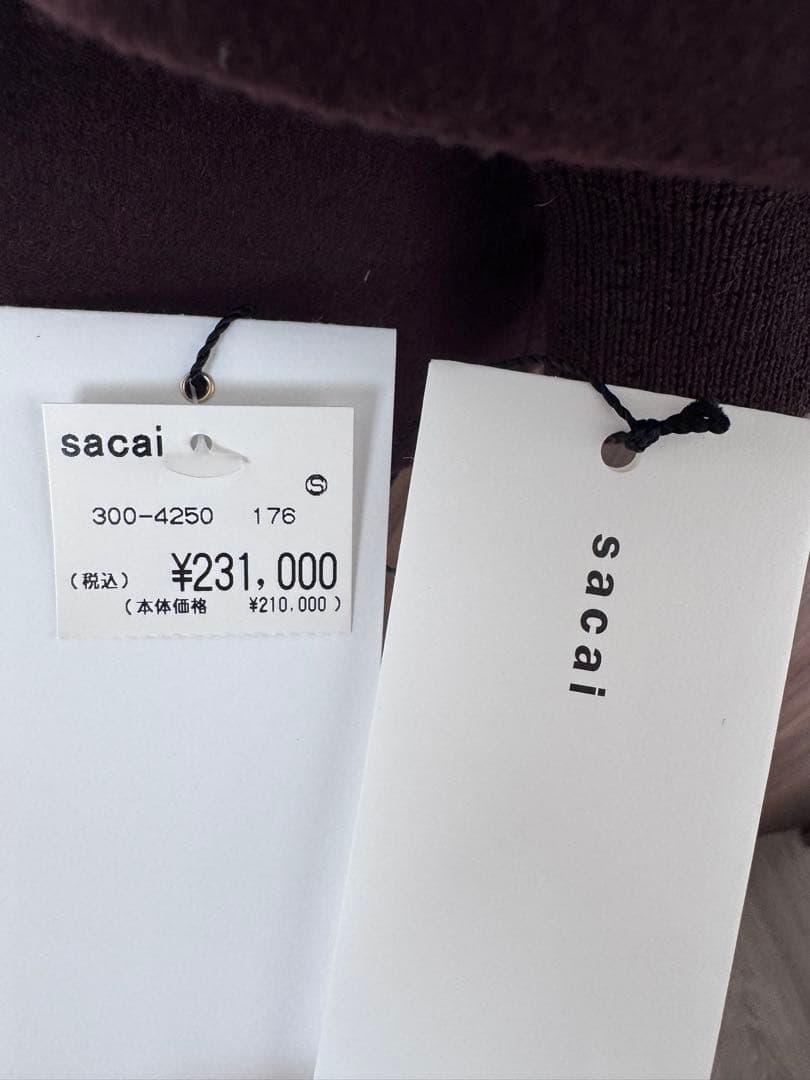 sacai
Ⓢ
300-4250 176
(税込) ¥231,000
(本体価格 ¥210,000)
sacai